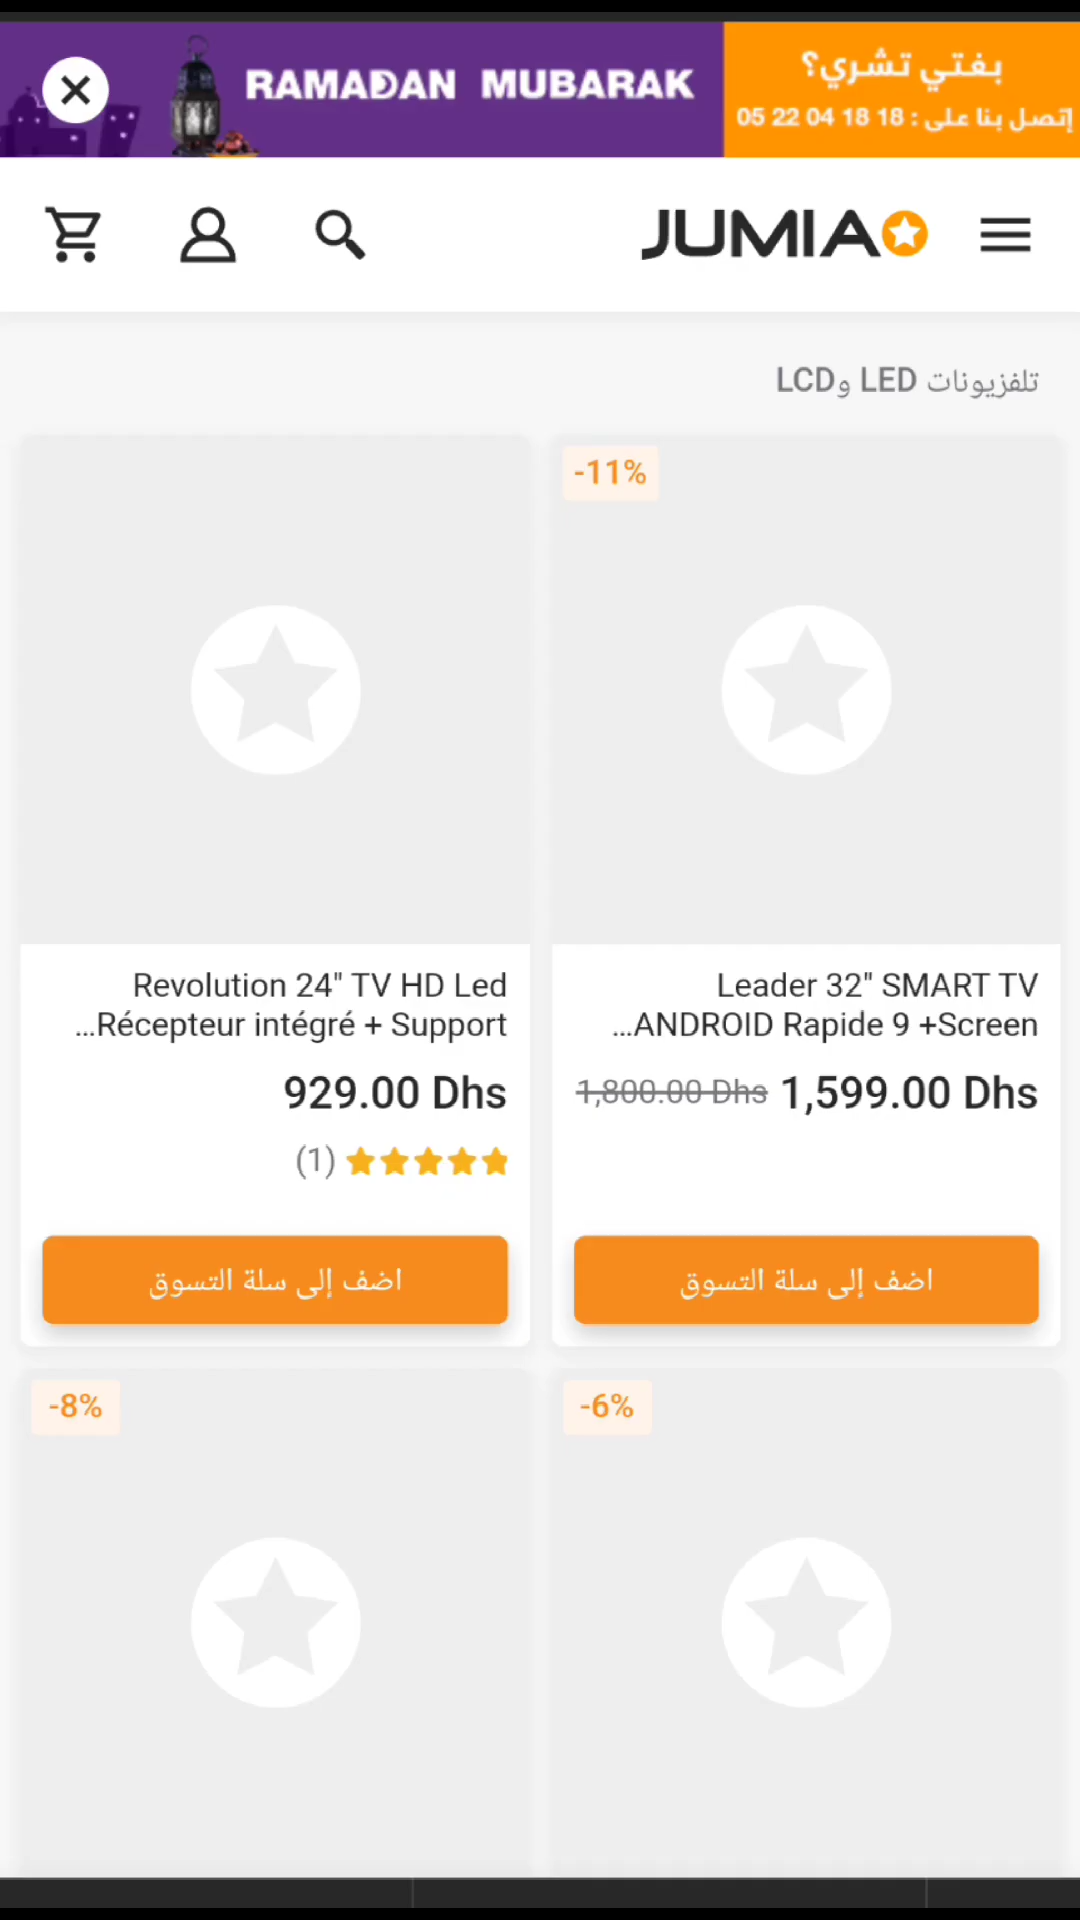 RAMADAN MUBARAK
بغتي تشري؟
إتصل بنا على : 18 18 04 22 05
JUMIA
تلفزيونات LED وLCD
-11%
Leader 32" SMART TV
ANDROID Rapide 9 +Screen...
1,599.00 Dhs 1,800.00 Dhs
اضف إلى سلة التسوق
Revolution 24" TV HD Led
Récepteur intégré + Support...
929.00 Dhs
(1)
اضف إلى سلة التسوق
-6%
-8%